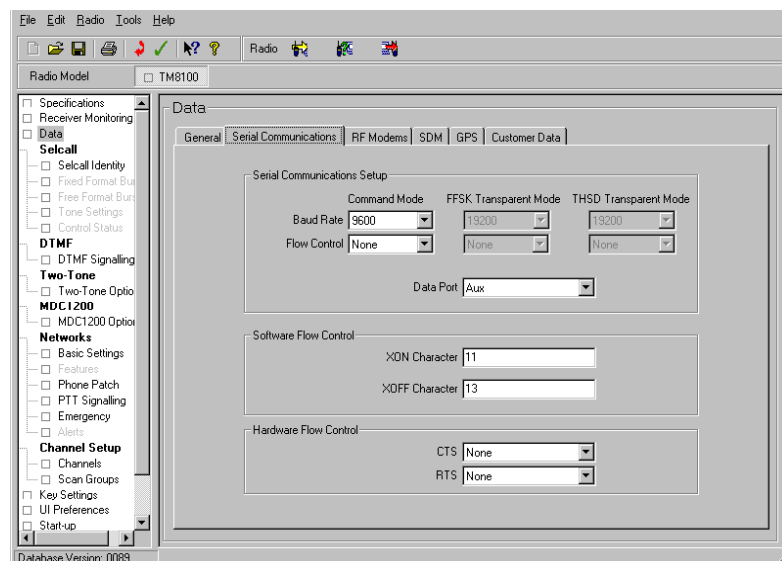 File Edit Radio Tools Help
Radio
Radio Model TM8100
Specifications
Receiver Monitoring
Data
Selcall
Selcall Identity
Fixed Format Bur
Free Format Burs
Tone Settings
Control Status
DTMF
DTMF Signalling
Two-Tone
Two-Tone Optio
MDC1200
MDC1200 Option
Networks
Basic Settings
Features
Phone Patch
PTT Signalling
Emergency
Alerts
Channel Setup
Channels
Scan Groups
Key Settings
UI Preferences
Start-up
Database Version: 0089
Data
General Serial Communications RF Modems SDM GPS Customer Data
Serial Communications Setup
Command Mode FFSK Transparent Mode THSD Transparent Mode
Baud Rate 9600 19200 19200
Flow Control None None None
Data Port Aux
Software Flow Control
XON Character 11
XOFF Character 13
Hardware Flow Control
CTS None
RTS None